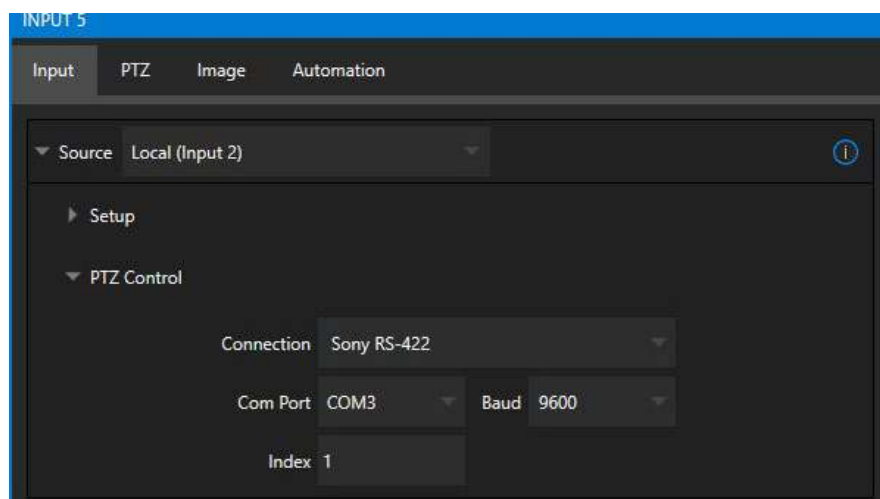 INPUT 5
Input PTZ Image Automation
Source Local (Input 2)
Setup
PTZ Control
Connection Sony RS-422
Com Port COM3 Baud 9600
Index 1